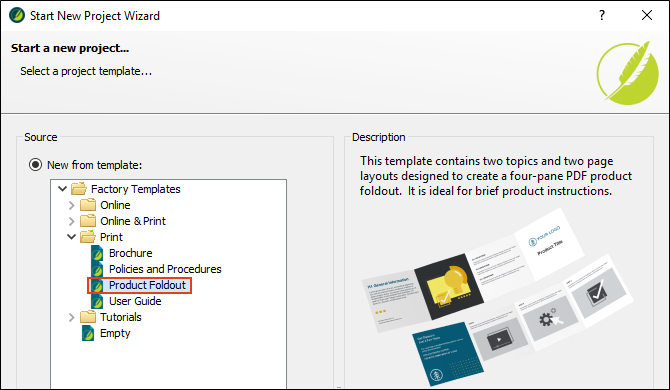 Start New Project Wizard
?
Start a new project...
Select a project template...
Source
New from template:
Factory Templates
Online
Online & Print
Print
Brochure
Policies and Procedures
Product Foldout
User Guide
Tutorials
Empty
Description
This template contains two topics and two page
layouts designed to create a four-pane PDF product
foldout. It is ideal for brief product instructions.
YOUR LOGO
Product Title
H1 General Information